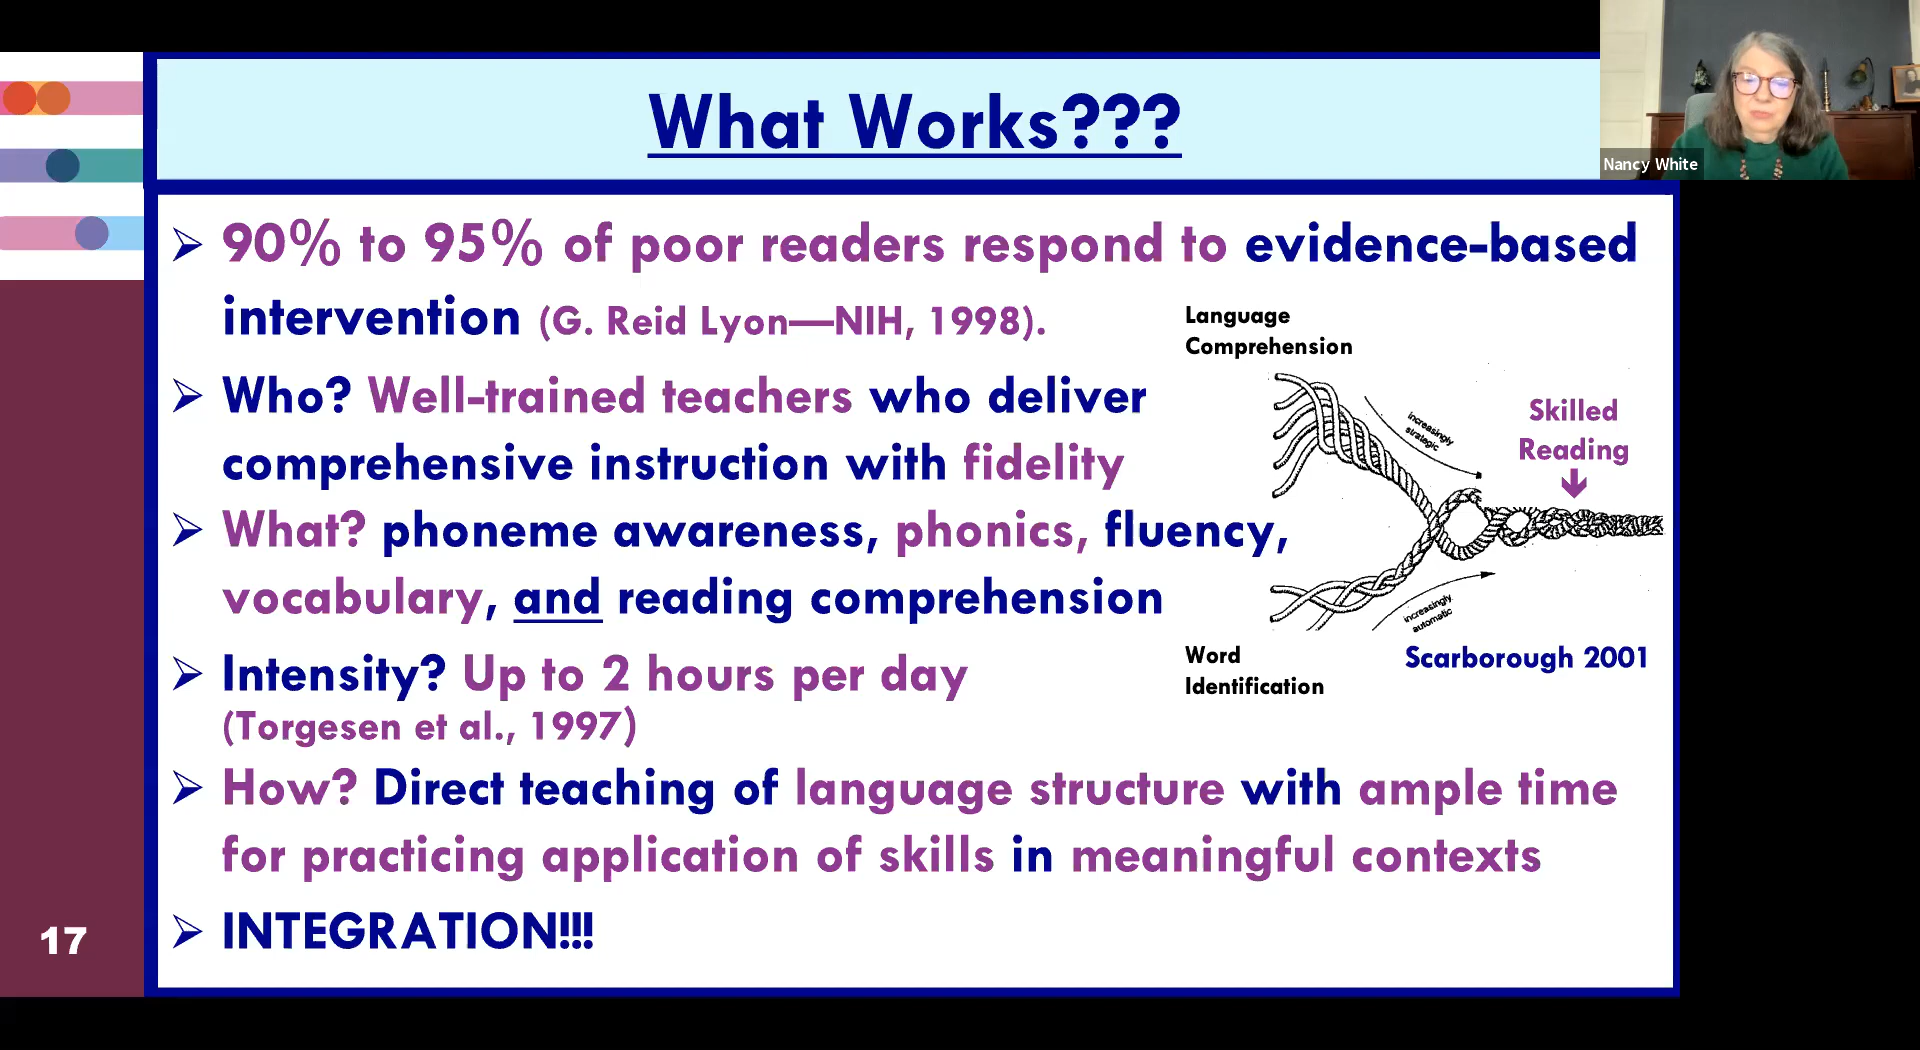 What Works???
Nancy White
➢ 90% to 95% of poor readers respond to evidence-based
intervention (G. Reid Lyon—NIH, 1998).
➢ Who? Well-trained teachers who deliver
comprehensive instruction with fidelity
➢ What? phoneme awareness, phonics, fluency,
vocabulary, and reading comprehension
➢ Intensity? Up to 2 hours per day
(Torgesen et al., 1997)
➢ How? Direct teaching of language structure with ample time
for practicing application of skills in meaningful contexts
➢ INTEGRATION!!!
Language
Comprehension
increasingly
strategic
Skilled
Reading
increasingly
automatic
Word
Identification
Scarborough 2001
17